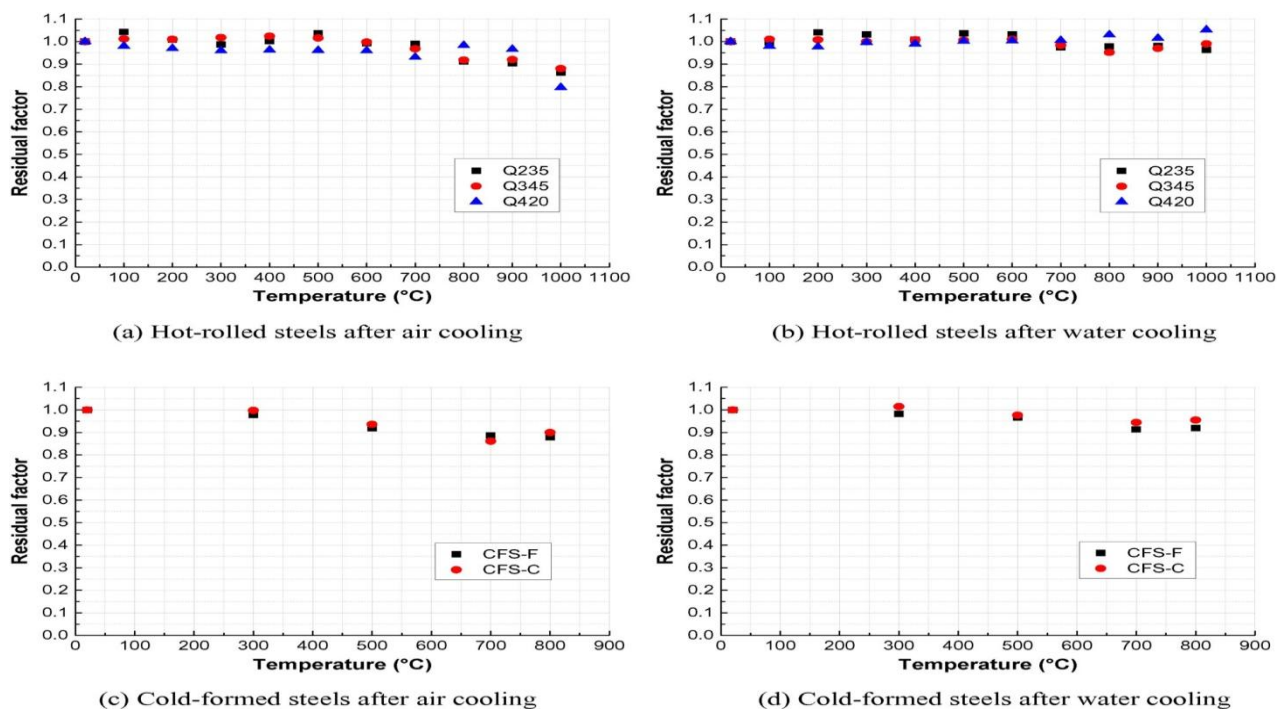 1.1
1.0
0.9
0.8
0.7
0.6
0.5
0.4
0.3
0.2
0.1
0.0
Residual factor
Q235
Q345
Q420
0 100 200 300 400 500 600 700 800 900 1000 1100
Temperature (°C)
(a) Hot-rolled steels after air cooling
1.1
1.0
0.9
0.8
0.7
0.6
0.5
0.4
0.3
0.2
0.1
0.0
Residual factor
Q235
Q345
Q420
0 100 200 300 400 500 600 700 800 900 1000 1100
Temperature (°C)
(b) Hot-rolled steels after water cooling
1.1
1.0
0.9
0.8
0.7
0.6
0.5
0.4
0.3
0.2
0.1
0.0
Residual factor
CFS-F
CFS-C
0 100 200 300 400 500 600 700 800 900
Temperature (°C)
(c) Cold-formed steels after air cooling
1.1
1.0
0.9
0.8
0.7
0.6
0.5
0.4
0.3
0.2
0.1
0.0
Residual factor
CFS-F
CFS-C
0 100 200 300 400 500 600 700 800 900
Temperature (°C)
(d) Cold-formed steels after water cooling